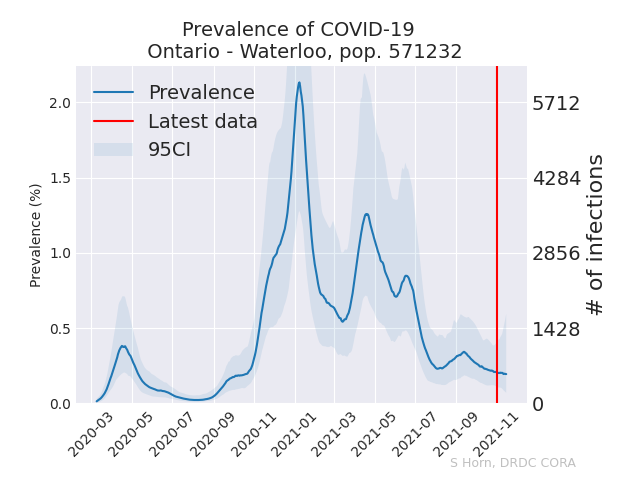 Prevalence of COVID-19
Ontario - Waterloo, pop. 571232
Prevalence
Latest data
95CI
Prevalence (%)
2.0
1.5
1.0
0.5
0.0
5712
4284
2856
1428
0
# of infections
2020-03
2020-05
2020-07
2020-09
2020-11
2021-01
2021-03
2021-05
2021-07
2021-09
2021-11
S Horn, DRDC CORA